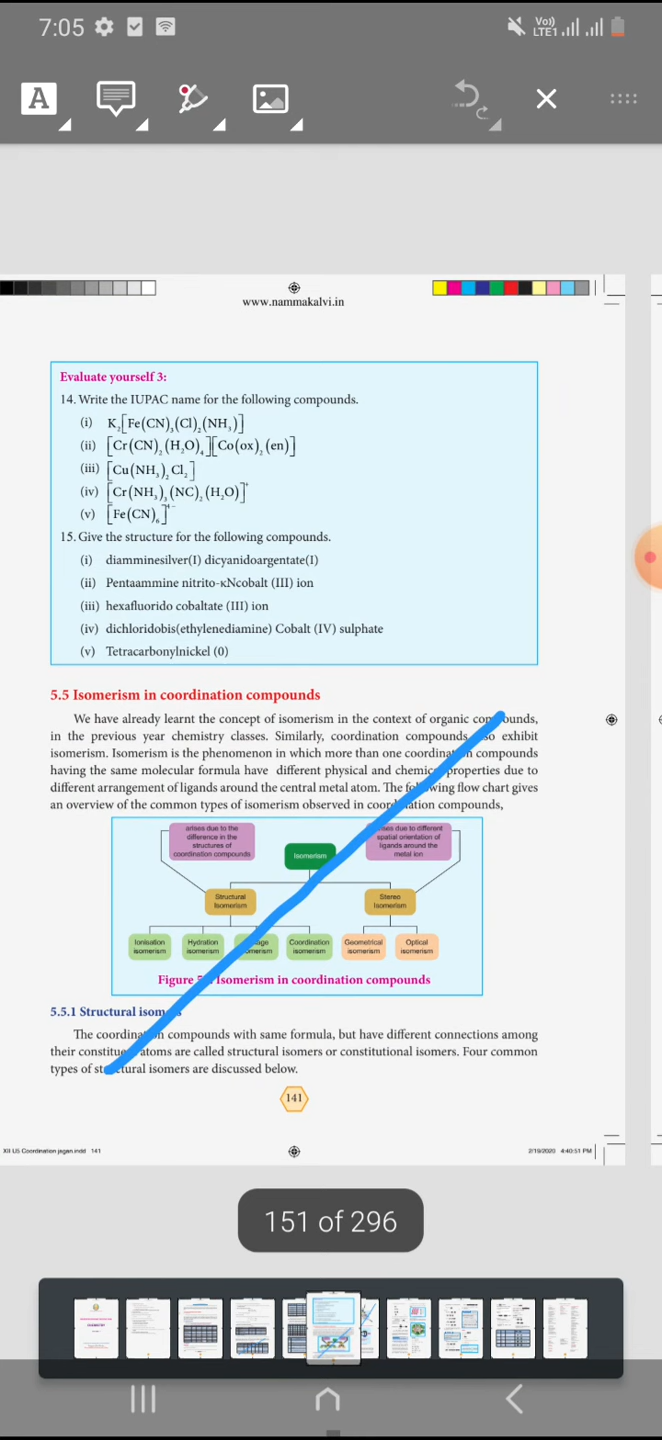 7:05
Vo))
LTE1
A
www.nammakalvi.in
Evaluate yourself 3:
14. Write the IUPAC name for the following compounds.
(i) K₂[Fe(CN)₃(Cl)₂(NH₃)]
(ii) [Cr(CN)₂(H₂O)₄][Co(ox)₂(en)]
(iii) [Cu(NH₃)₂Cl₂]
(iv) [Cr(NH₃)₃(NC)₂(H₂O)]⁺
(v) [Fe(CN)₆]⁴⁻
15. Give the structure for the following compounds.
(i) diamminesilver(I) dicyanidoargentate(I)
(ii) Pentaammine nitrito-κNcobalt (III) ion
(iii) hexafluorido cobaltate (III) ion
(iv) dichloridobis(ethylenediamine) Cobalt (IV) sulphate
(v) Tetracarbonylnickel (0)
5.5 Isomerism in coordination compounds
We have already learnt the concept of isomerism in the context of organic compounds,
in the previous year chemistry classes. Similarly, coordination compounds also exhibit
isomerism. Isomerism is the phenomenon in which more than one coordination compounds
having the same molecular formula have different physical and chemical properties due to
different arrangement of ligands around the central metal atom. The following flow chart gives
an overview of the common types of isomerism observed in coordination compounds,
arises due to the
difference in the
structures of
coordination compounds
Isomerism
arises due to different
spatial orientation of
ligands around the
metal ion
Structural
Isomerism
Stereo
Isomerism
Ionisation
isomerism
Hydration
isomerism
Linkage
isomerism
Coordination
isomerism
Geometrical
isomerism
Optical
isomerism
Figure Isomerism in coordination compounds
5.5.1 Structural isomers
The coordination compounds with same formula, but have different connections among
their constituent atoms are called structural isomers or constitutional isomers. Four common
types of structural isomers are discussed below.
141
XII U5 Coordination jagan.indd 141
2/19/2020 4:40:51 PM
151 of 296